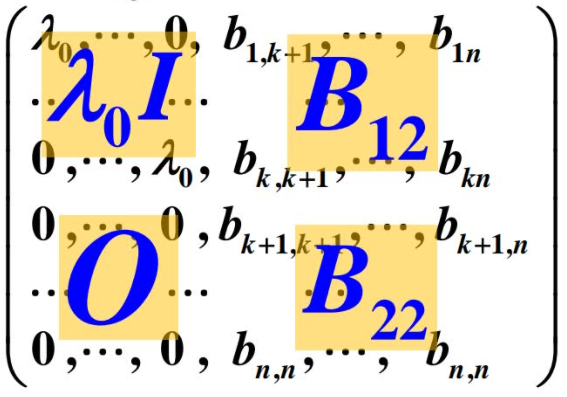 λ₀,⋯, 0, b₁,ₖ₊₁,⋯, b₁ₙ
⋯ λ₀I ⋯ B₁₂
0,⋯, λ₀, bₖ,ₖ₊₁,⋯, bₖₙ
0,⋯, 0, bₖ₊₁,ₖ₊₁,⋯, bₖ₊₁,ₙ
⋯ O ⋯ B₂₂
0,⋯, 0, bₙ,ₙ,⋯, bₙ,ₙ